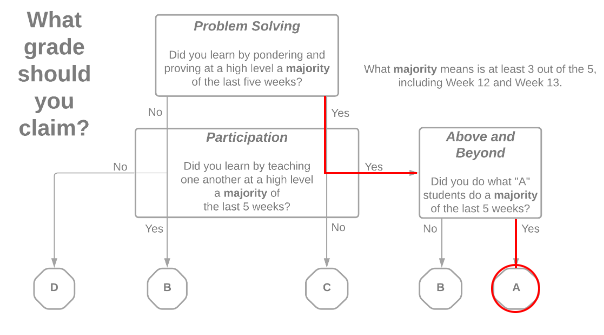 What
grade
should
you
claim?
Problem Solving
Did you learn by pondering and
proving at a high level a majority
of the last five weeks?
What majority means is at least 3 out of the 5,
including Week 12 and Week 13.
No
Yes
Participation
Did you learn by teaching
one another at a high level
a majority of
the last 5 weeks?
No
Yes
Above and
Beyond
Did you do what "A"
students do a majority
of the last 5 weeks?
Yes
No
No
Yes
D
B
C
B
A